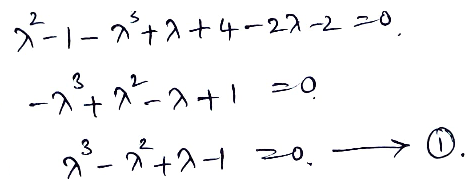 λ² - 1 - λ³ + λ + 4 - 2λ - 2 = 0.
-λ³ + λ² - λ + 1 = 0.
λ³ - λ² + λ - 1 = 0. ⟶ ①.